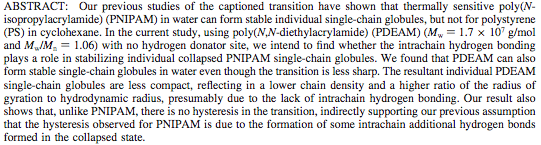 ABSTRACT: Our previous studies of the captioned transition have shown that thermally sensitive poly(N-
isopropylacrylamide) (PNIPAM) in water can form stable individual single-chain globules, but not for polystyrene
(PS) in cyclohexane. In the current study, using poly(N,N-diethylacrylamide) (PDEAM) (Mw = 1.7 × 10⁷ g/mol
and Mw/Mn = 1.06) with no hydrogen donator site, we intend to find whether the intrachain hydrogen bonding
plays a role in stabilizing individual collapsed PNIPAM single-chain globules. We found that PDEAM can also
form stable single-chain globules in water even though the transition is less sharp. The resultant individual PDEAM
single-chain globules are less compact, reflecting in a lower chain density and a higher ratio of the radius of
gyration to hydrodynamic radius, presumably due to the lack of intrachain hydrogen bonding. Our result also
shows that, unlike PNIPAM, there is no hysteresis in the transition, indirectly supporting our previous assumption
that the hysteresis observed for PNIPAM is due to the formation of some intrachain additional hydrogen bonds
formed in the collapsed state.